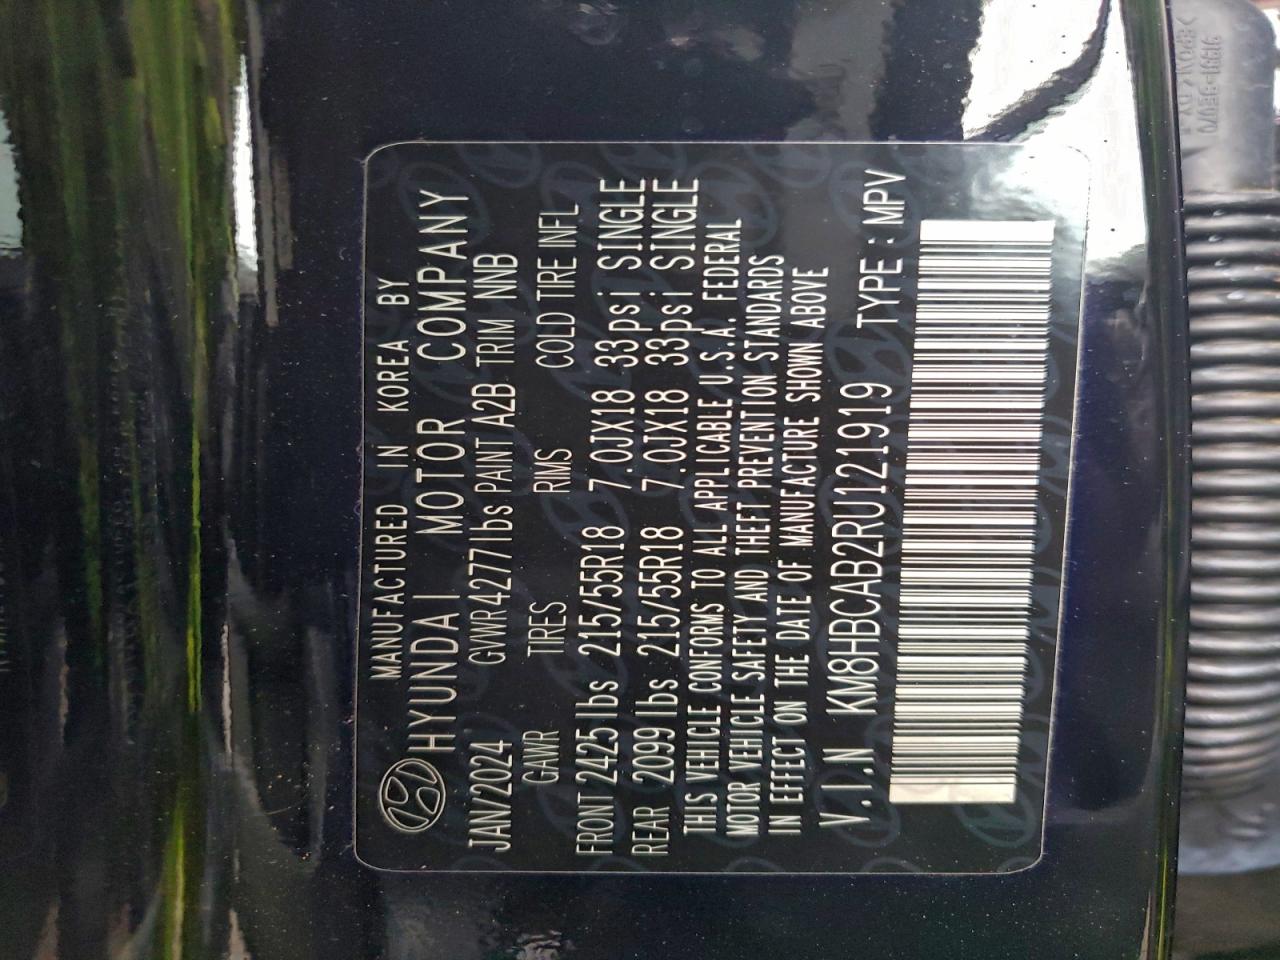 MANUFACTURED IN KOREA BY
HYUNDAI MOTOR COMPANY
JAN/2024 GWVR 4277lbs PAINT A2B TRIM NNB
GAWR TIRES RIMS COLD TIRE INFL
FRONT 2425 lbs 215/55R18 7.0JX18 33psi SINGLE
REAR 2099 lbs 215/55R18 7.0JX18 33psi SINGLE
THIS VEHICLE CONFORMS TO ALL APPLICABLE U.S.A. FEDERAL
MOTOR VEHICLE SAFETY AND THEFT PREVENTION STANDARDS
IN EFFECT ON THE DATE OF MANUFACTURE SHOWN ABOVE
V.I.N KM8HBCAB2RU121919 TYPE: MPV